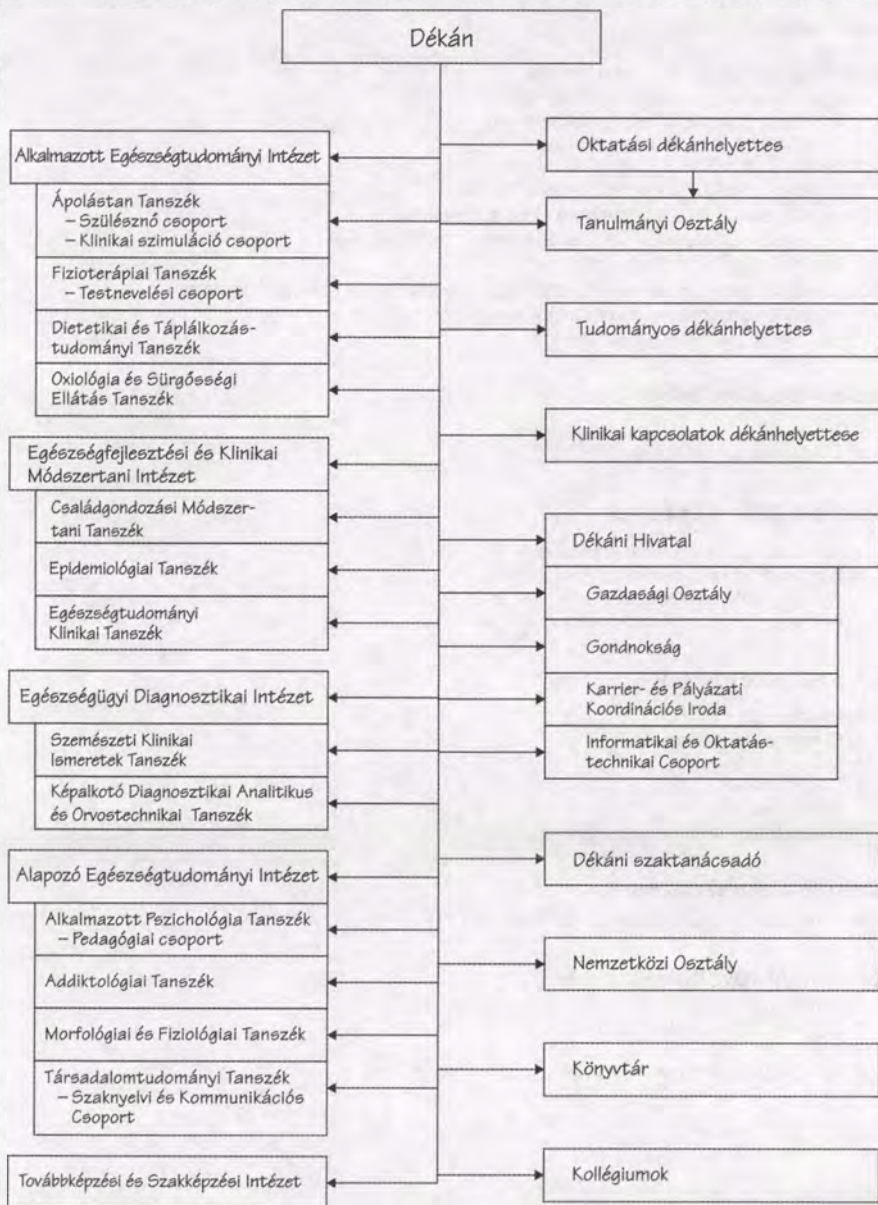 Dékán
Alkalmazott Egészségtudományi Intézet
Ápolástan Tanszék
– Szülésznő csoport
– Klinikai szimuláció csoport
Fizioterápiai Tanszék
– Testnevelési csoport
Dietetikai és Táplálkozás-
tudományi Tanszék
Oxiológia és Sürgősségi
Ellátás Tanszék
Egészségfejlesztési és Klinikai
Módszertani Intézet
Családgondozási Módszer-
tani Tanszék
Epidemiológiai Tanszék
Egészségtudományi
Klinikai Tanszék
Egészségügyi Diagnosztikai Intézet
Szemészeti Klinikai
Ismeretek Tanszék
Képalkotó Diagnosztikai Analitikus
és Orvostechnikai Tanszék
Alapozó Egészségtudományi Intézet
Alkalmazott Pszichológia Tanszék
– Pedagógiai csoport
Addiktológiai Tanszék
Morfológiai és Fiziológiai Tanszék
Társadalomtudományi Tanszék
– Szaknyelvi és Kommunikációs
Csoport
Továbbképzési és Szakképzési Intézet
Oktatási dékánhelyettes
Tanulmányi Osztály
Tudományos dékánhelyettes
Klinikai kapcsolatok dékánhelyettese
Dékáni Hivatal
Gazdasági Osztály
Gondnokság
Karrier- és Pályázati
Koordinációs Iroda
Informatikai és Oktatás-
technikai Csoport
Dékáni szaktanácsadó
Nemzetközi Osztály
Könyvtár
Kollégiumok